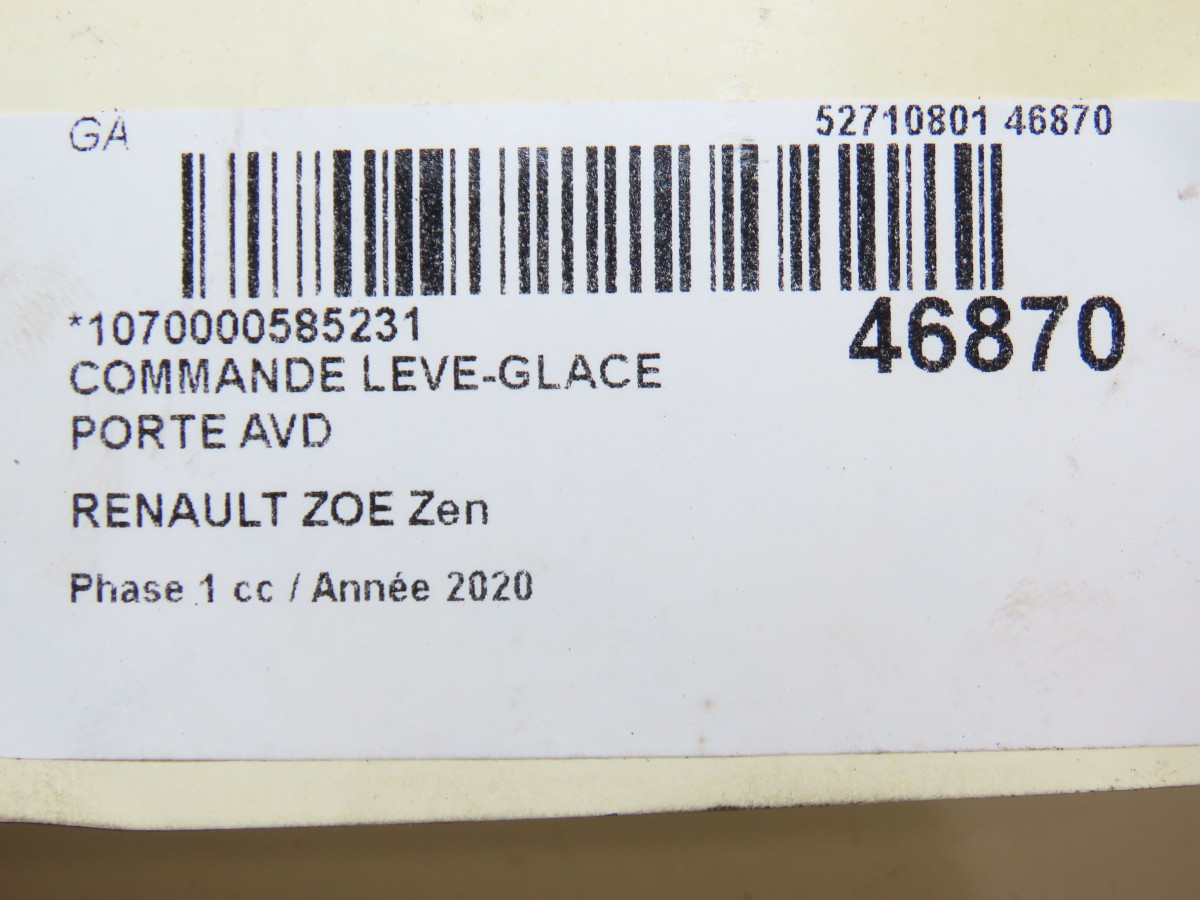 GA
52710801 46870
*1070000585231
46870
COMMANDE LEVE-GLACE
PORTE AVD
RENAULT ZOE Zen
Phase 1 cc / Année 2020